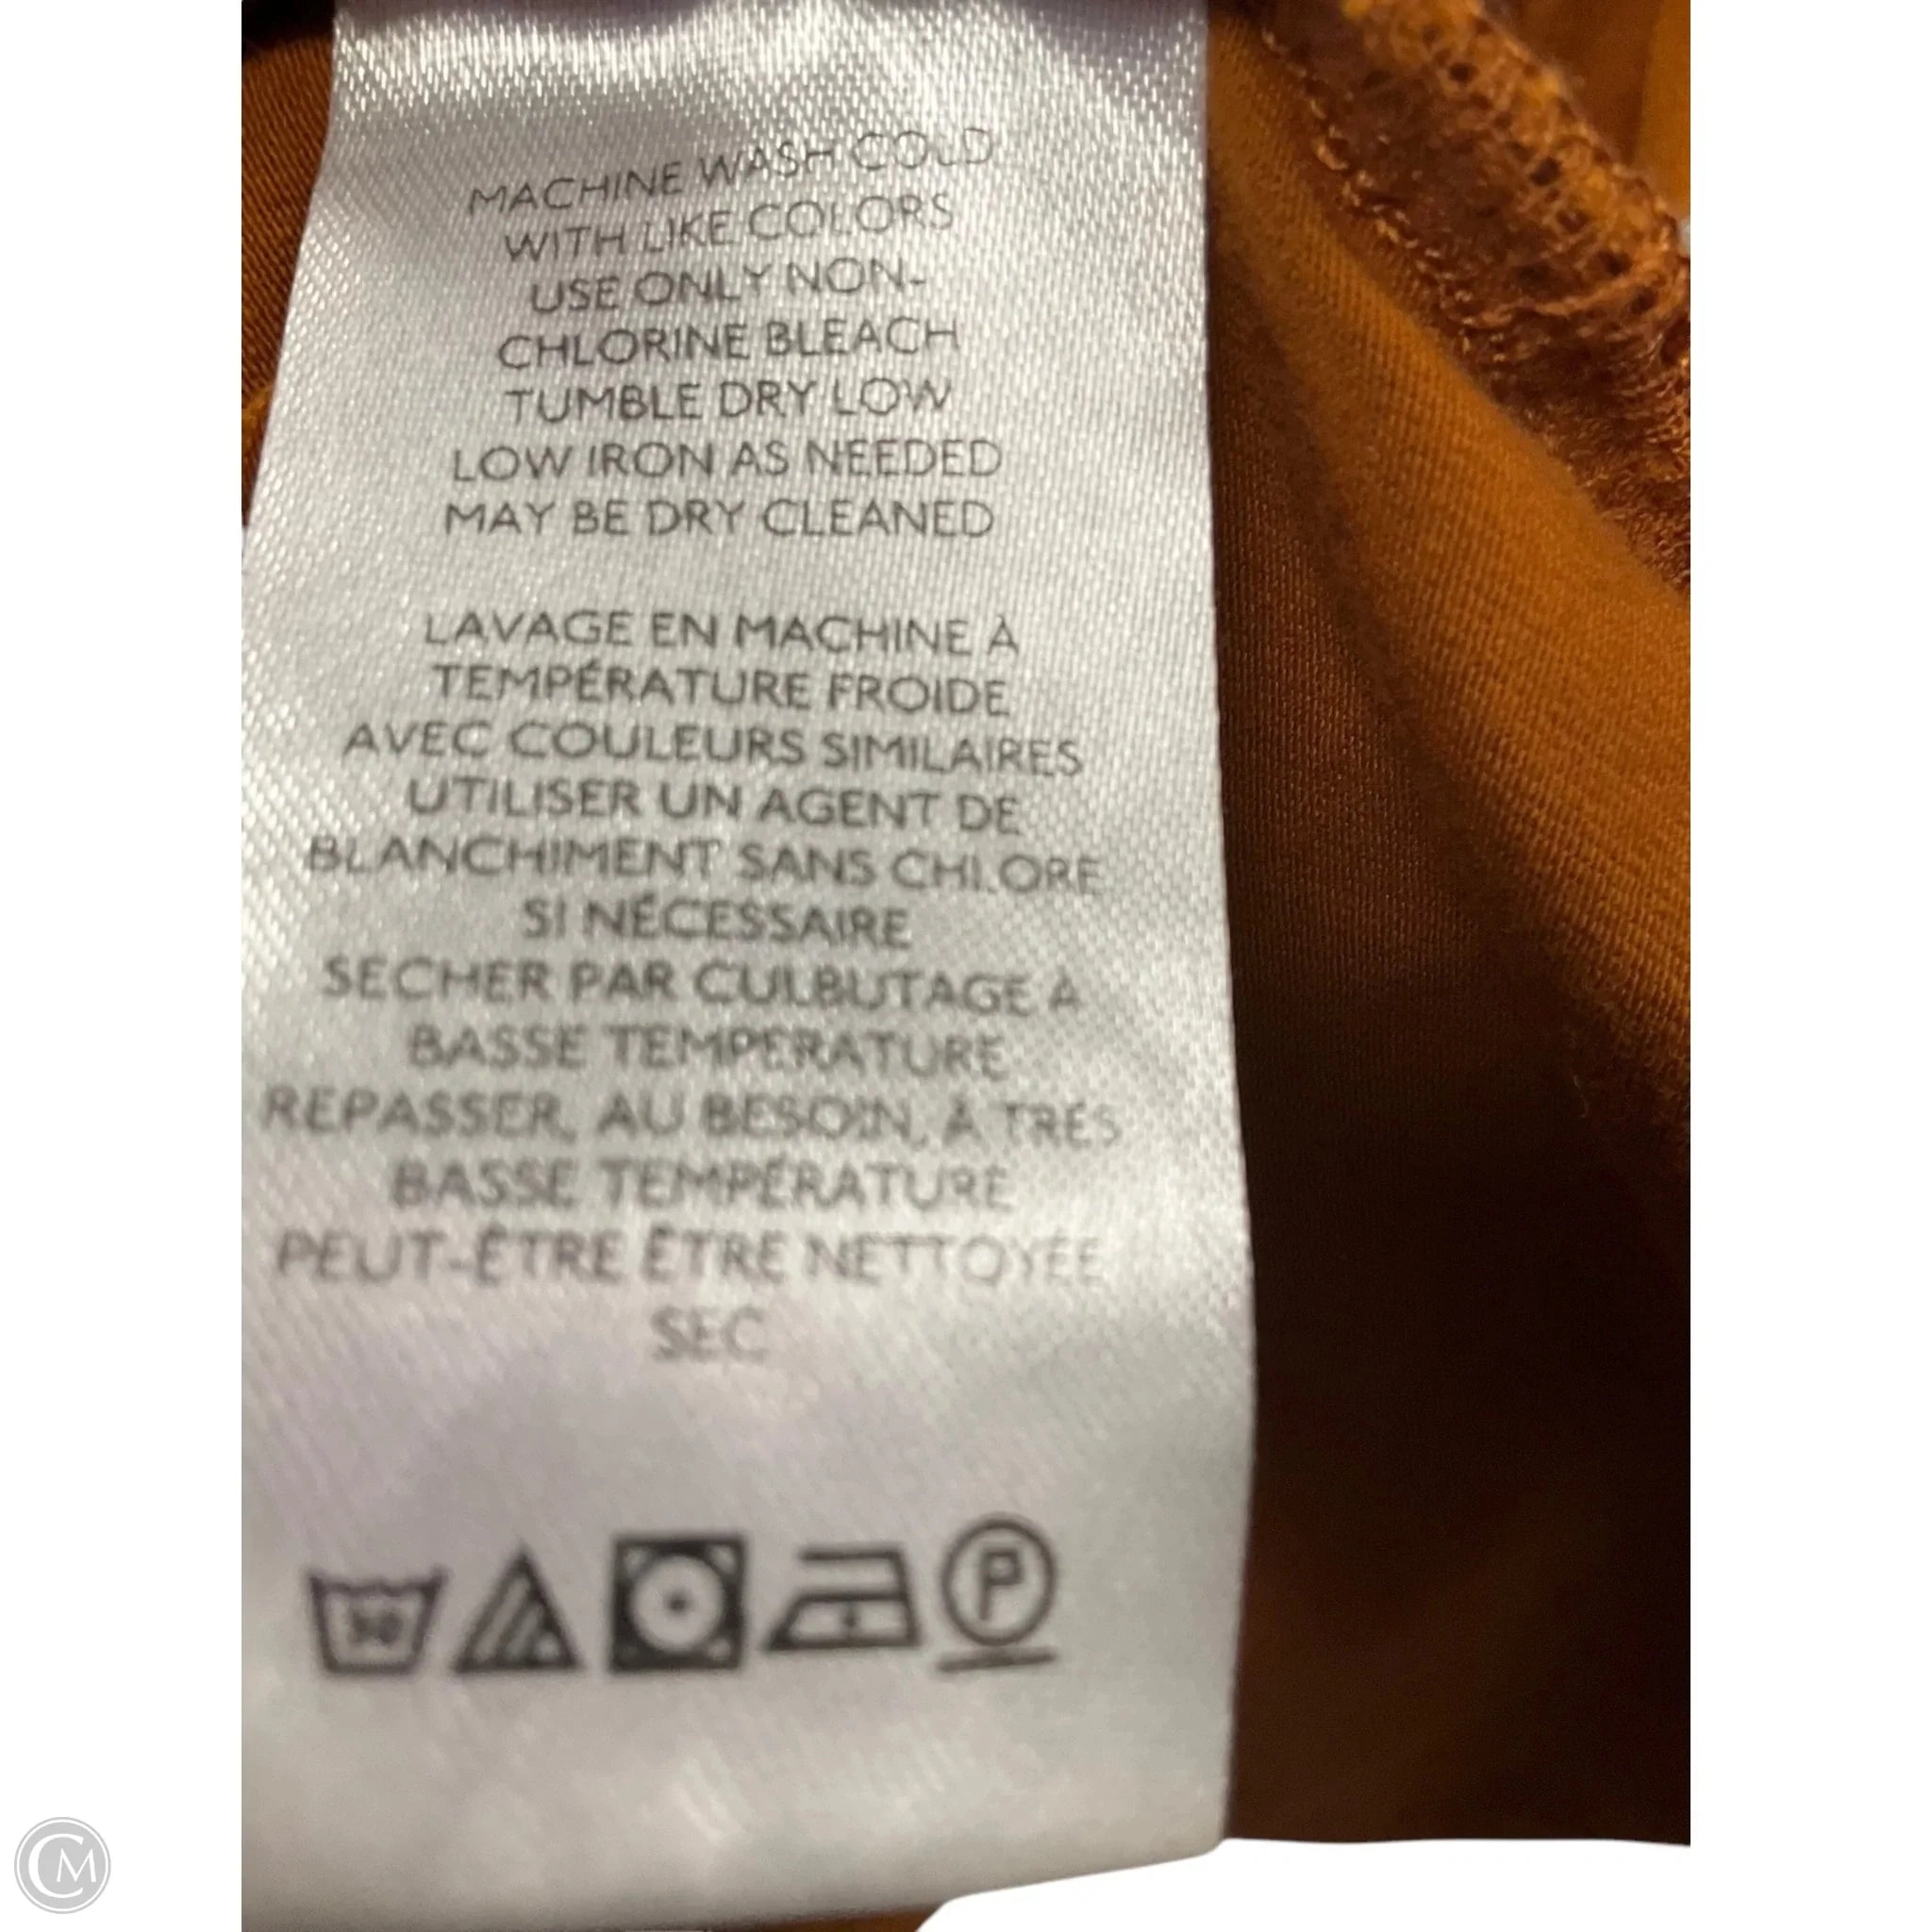 MACHINE WASH COLD
WITH LIKE COLORS
USE ONLY NON-
CHLORINE BLEACH
TUMBLE DRY LOW
LOW IRON AS NEEDED
MAY BE DRY CLEANED
LAVAGE EN MACHINE À
TEMPÉRATURE FROIDE
AVEC COULEURS SIMILAIRES
UTILISER UN AGENT DE
BLANCHIMENT SANS CHLORE
SI NÉCESSAIRE
SECHER PAR CULBUTAGE À
BASSE TEMPERATURE
REPASSER, AU BESOIN, À TRÉS
BASSE TEMPÉRATURE
PEUT-ÊTRE ÊTRE NETTOYÉE
SEC
30 P
CM